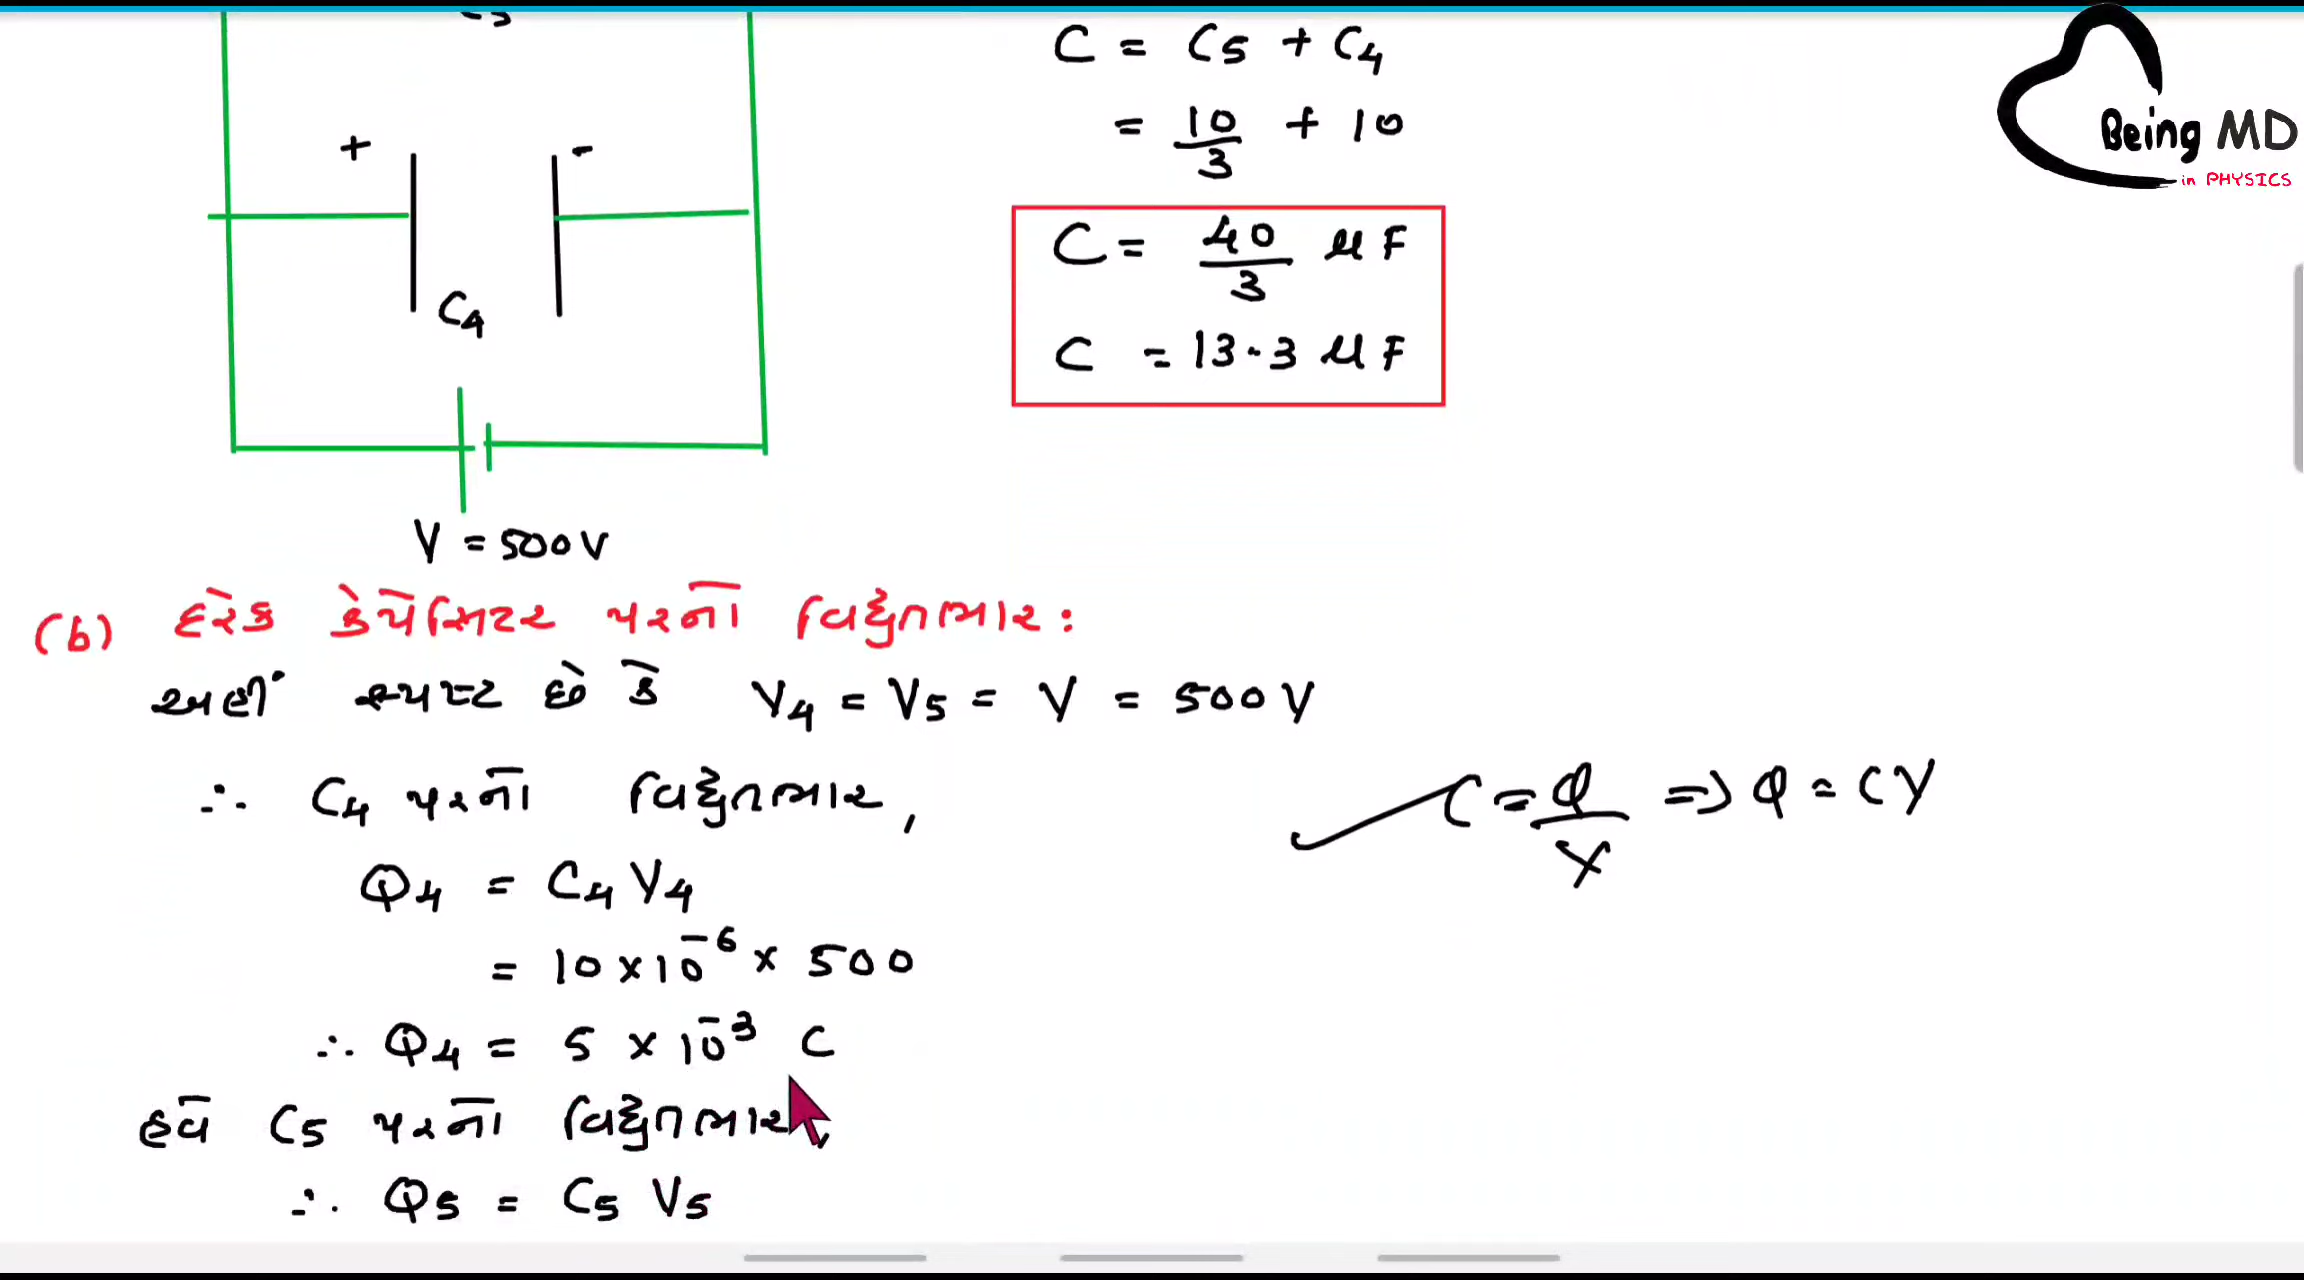 C = C5 + C4
= 10/3 + 10
C = 40/3 μF
C = 13.3 μF
Being MD
in PHYSICS
+ -
C4
V = 500V
(b) દરેક કેપેસિટર પરનો વિદ્યુતભાર :
અહીં સ્પષ્ટ છે કે V4 = V5 = V = 500V
∴ C4 પરનો વિદ્યુતભાર,
C = Q/V ⇒ Q = CV
Q4 = C4 V4
= 10 × 10⁻⁶ × 500
∴ Q4 = 5 × 10⁻³ C
હવે C5 પરનો વિદ્યુતભાર,
∴ Q5 = C5 V5